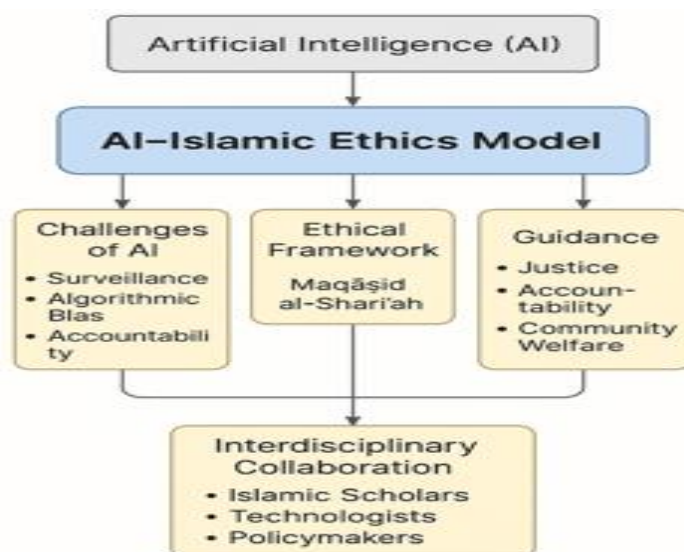 Artificial Intelligence (AI)
AI–Islamic Ethics Model
Challenges
of AI
• Surveillance
• Algorithmic
Blas
• Accountabili
ty
Ethical
Framework
Maqāṣid
al-Shari'ah
Guidance
• Justice
• Accoun-
tability
• Community
Welfare
Interdisciplinary
Collaboration
• Islamic Scholars
• Technologists
• Policymakers